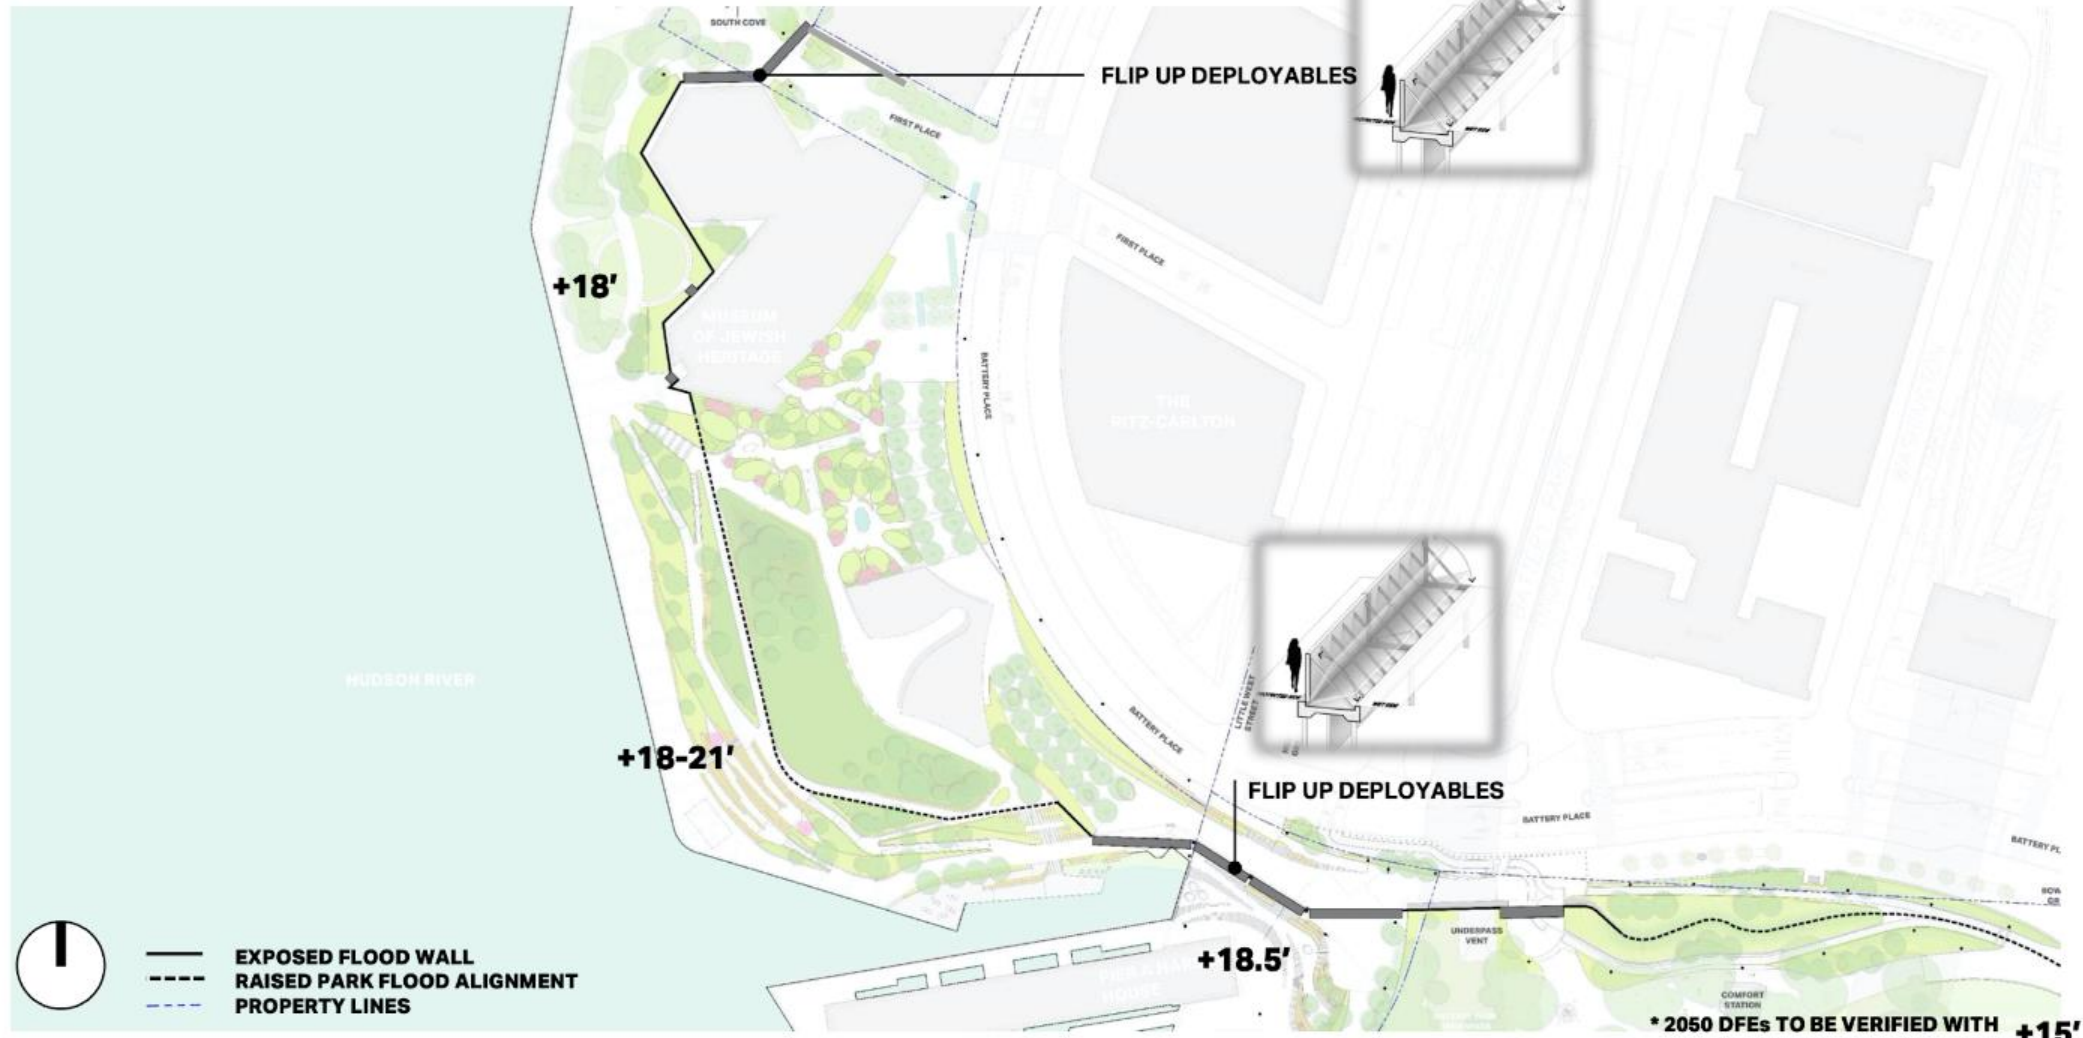 SOUTH COVE
FLIP UP DEPLOYABLES
FIRST PLACE
FIRST PLACE
+18'
MUSEUM
OF JEWISH
HERITAGE
BATTERY PLACE
THE
RITZ-CARLTON
HUDSON RIVER
LITTLE WEST
STREET
BATTERY PLACE
+18-21'
FLIP UP DEPLOYABLES
BATTERY PLACE
BATTERY PL
UNDERPASS
VENT
+18.5'
PIER A
HOUSE
COMFORT
STATION
EXPOSED FLOOD WALL
RAISED PARK FLOOD ALIGNMENT
PROPERTY LINES
* 2050 DFEs TO BE VERIFIED WITH
+15'